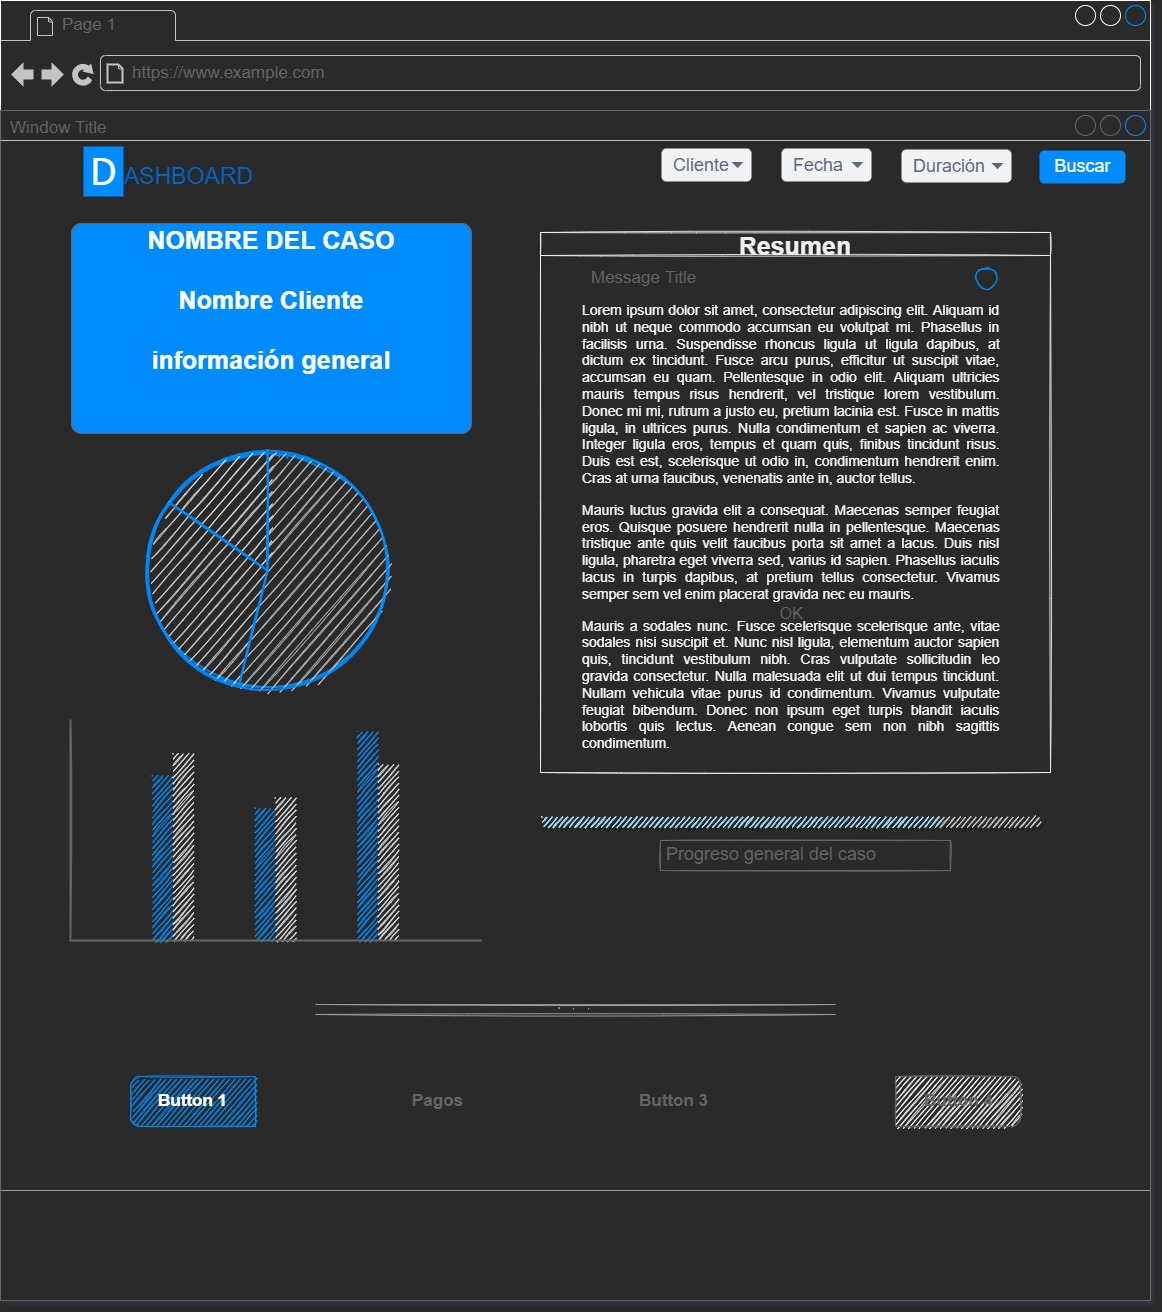 Page 1
https://www.example.com
Window Title
DASHBOARD
Cliente
Fecha
Duración
Buscar
NOMBRE DEL CASO
Nombre Cliente
información general
Resumen
Message Title
Lorem ipsum dolor sit amet, consectetur adipiscing elit. Aliquam id
nibh ut neque commodo accumsan eu volutpat mi. Phasellus in
facilisis urna. Suspendisse rhoncus ligula ut ligula dapibus, at
dictum ex tincidunt. Fusce arcu purus, efficitur ut suscipit vitae,
accumsan eu quam. Pellentesque in odio elit. Aliquam ultricies
mauris tempus risus hendrerit, vel tristique lorem vestibulum.
Donec mi mi, rutrum a justo eu, pretium lacinia est. Fusce in mattis
ligula, in ultrices purus. Nulla condimentum et sapien ac viverra.
Integer ligula eros, tempus et quam quis, finibus tincidunt risus.
Duis est est, scelerisque ut odio in, condimentum hendrerit enim.
Cras at urna faucibus, venenatis ante in, auctor tellus.
Mauris luctus gravida elit a consequat. Maecenas semper feugiat
eros. Quisque posuere hendrerit nulla in pellentesque. Maecenas
tristique ante quis velit faucibus porta sit amet a lacus. Duis nisl
ligula, pharetra eget viverra sed, varius id sapien. Phasellus iaculis
lacus in turpis dapibus, at pretium tellus consectetur. Vivamus
semper sem vel enim placerat gravida nec eu mauris.
OK
Mauris a sodales nunc. Fusce scelerisque scelerisque ante, vitae
sodales nisi suscipit et. Nunc nisl ligula, elementum auctor sapien
quis, tincidunt vestibulum nibh. Cras vulputate sollicitudin leo
gravida consectetur. Nulla malesuada elit ut dui tempus tincidunt.
Nullam vehicula vitae purus id condimentum. Vivamus vulputate
feugiat bibendum. Donec non ipsum eget turpis blandit iaculis
lobortis quis lectus. Aenean congue sem non nibh sagittis
condimentum.
Progreso general del caso
Button 1
Pagos
Button 3